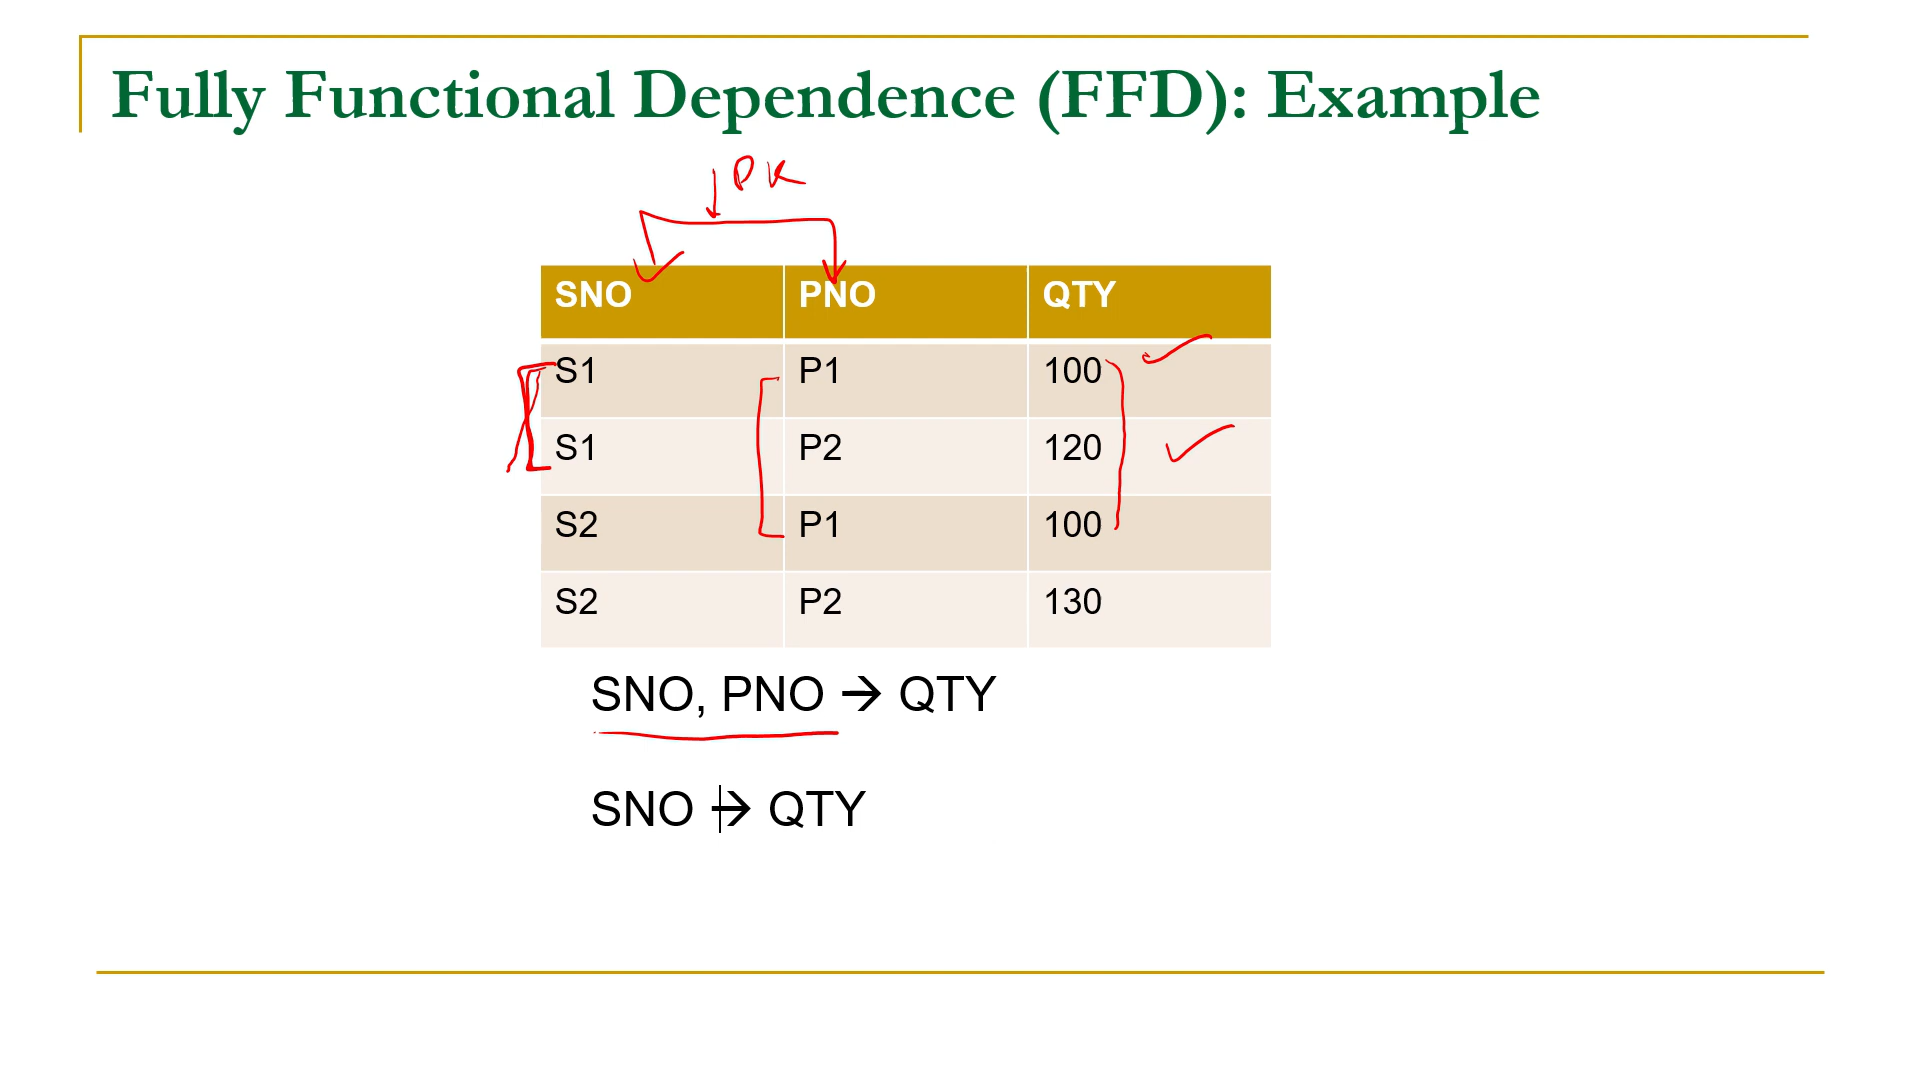 Fully Functional Dependence (FFD): Example
PK
SNO PNO QTY
S1 P1 100
S1 P2 120
S2 P1 100
S2 P2 130
SNO, PNO → QTY
SNO ↛ QTY